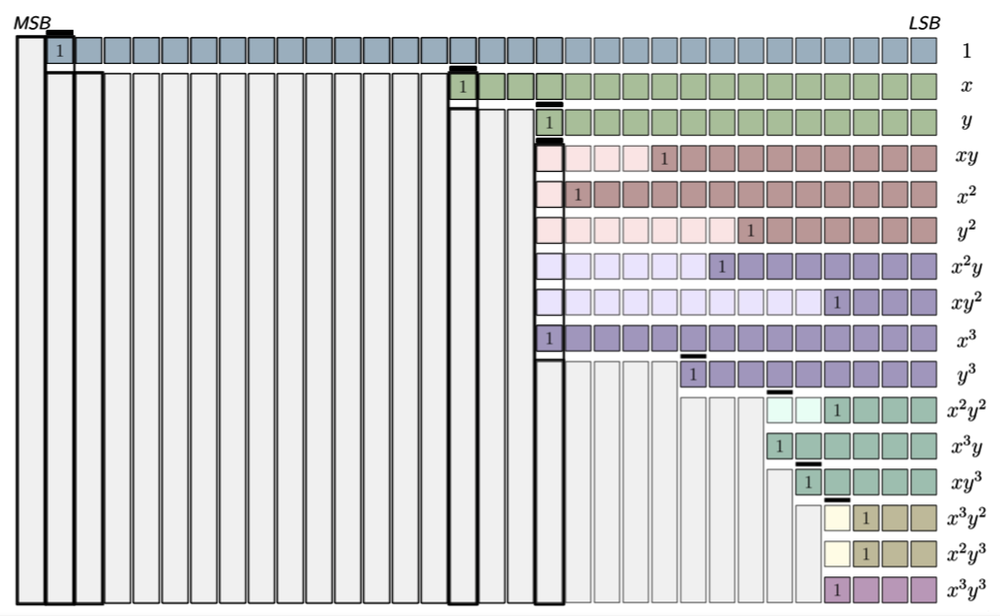 MSB LSB
1 1
1 x
1 y
1 xy
1 x²
1 y²
1 x²y
1 xy²
1 x³
1 y³
1 x²y²
1 x³y
1 xy³
1 x³y²
1 x²y³
1 x³y³